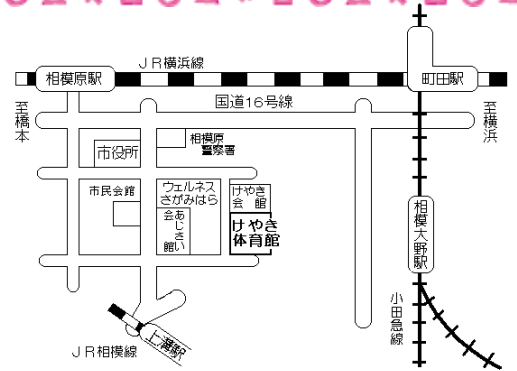 JR横浜線
相模原駅
町田駅
至橋本
国道16号線
至横浜
市役所
相模原
警察署
市民会館
ウェルネス
さがみはら
けやき
会館
あじさい
会館
けやき
体育館
相模大野駅
小田急線
上溝駅
JR相模線